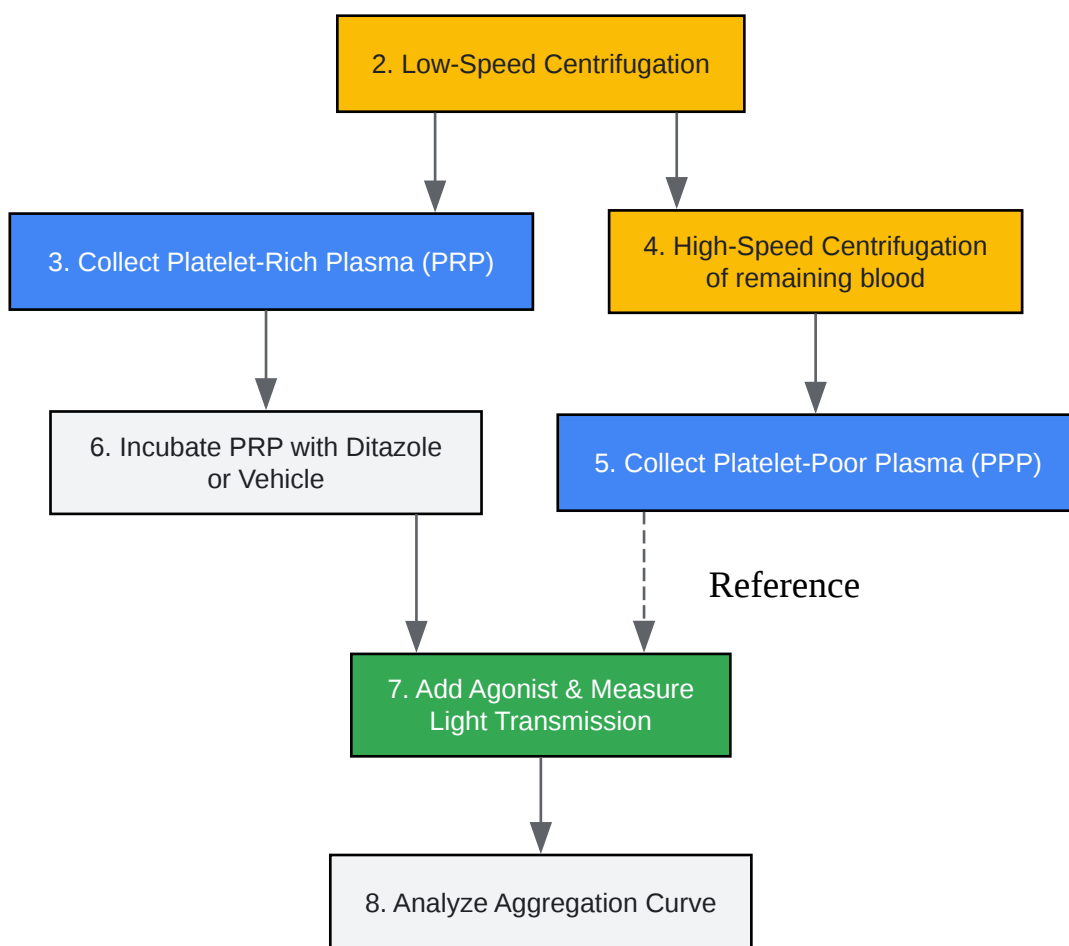 2. Low-Speed Centrifugation
3. Collect Platelet-Rich Plasma (PRP)
4. High-Speed Centrifugation
of remaining blood
6. Incubate PRP with Ditazole
or Vehicle
5. Collect Platelet-Poor Plasma (PPP)
Reference
7. Add Agonist & Measure
Light Transmission
8. Analyze Aggregation Curve